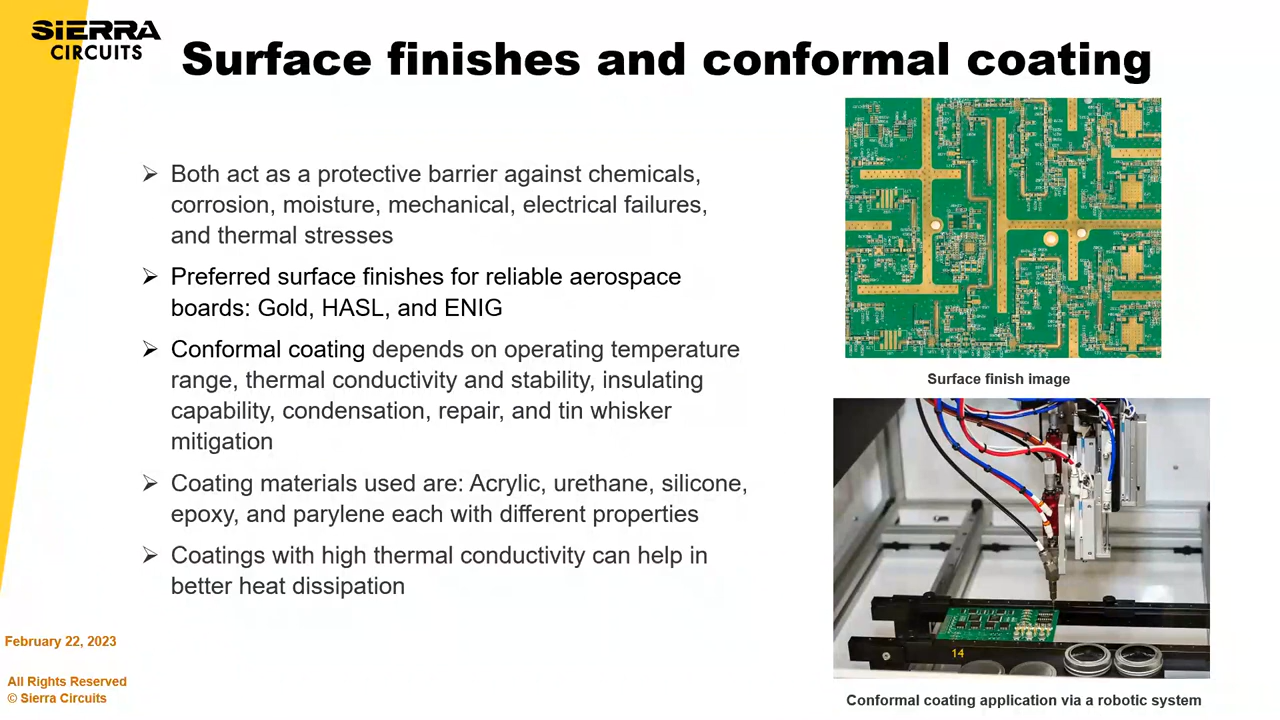 SIERRA
CIRCUITS
Surface finishes and conformal coating
➢ Both act as a protective barrier against chemicals,
corrosion, moisture, mechanical, electrical failures,
and thermal stresses
➢ Preferred surface finishes for reliable aerospace
boards: Gold, HASL, and ENIG
➢ Conformal coating depends on operating temperature
range, thermal conductivity and stability, insulating
capability, condensation, repair, and tin whisker
mitigation
➢ Coating materials used are: Acrylic, urethane, silicone,
epoxy, and parylene each with different properties
➢ Coatings with high thermal conductivity can help in
better heat dissipation
Surface finish image
14
Conformal coating application via a robotic system
February 22, 2023
All Rights Reserved
© Sierra Circuits